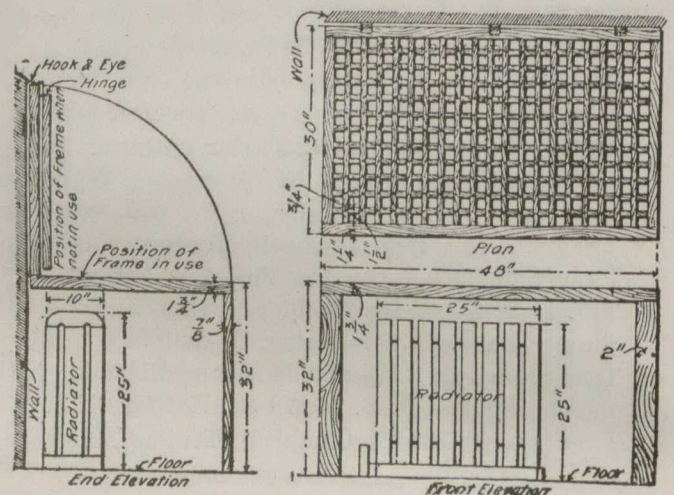 Hook & Eye
Hinge
Position of Frame when
not in use
Position of
Frame in use
10"
1 3/4"
7/8"
Wall
Radiator
25"
32"
Floor
End Elevation
Wall
30"
3/4"
1 1/4"
1 1/2"
Plan
48"
25"
1 3/4"
2"
32"
Radiator
25"
Floor
Front Elevation